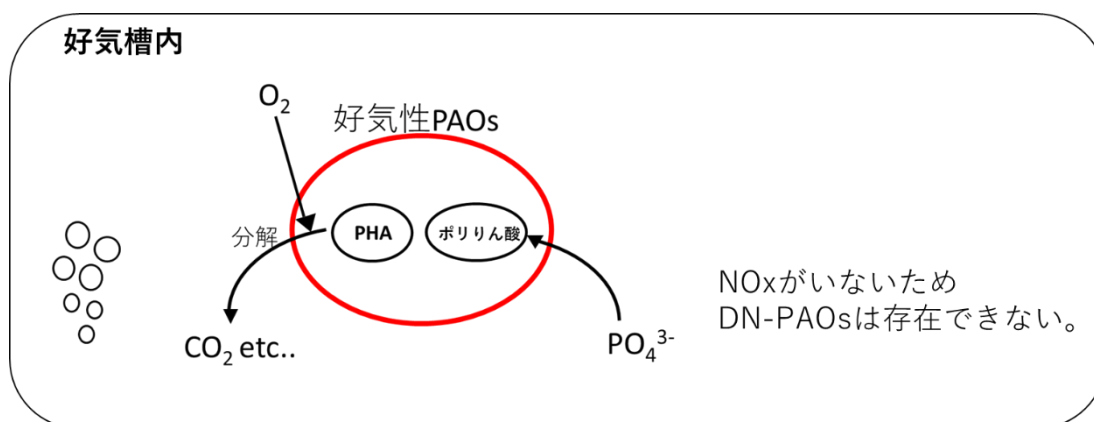 好気槽内
O₂
好気性PAOs
分解
PHA
ポリりん酸
NOxがいないため
DN-PAOsは存在できない。
CO₂ etc..
PO₄³⁻